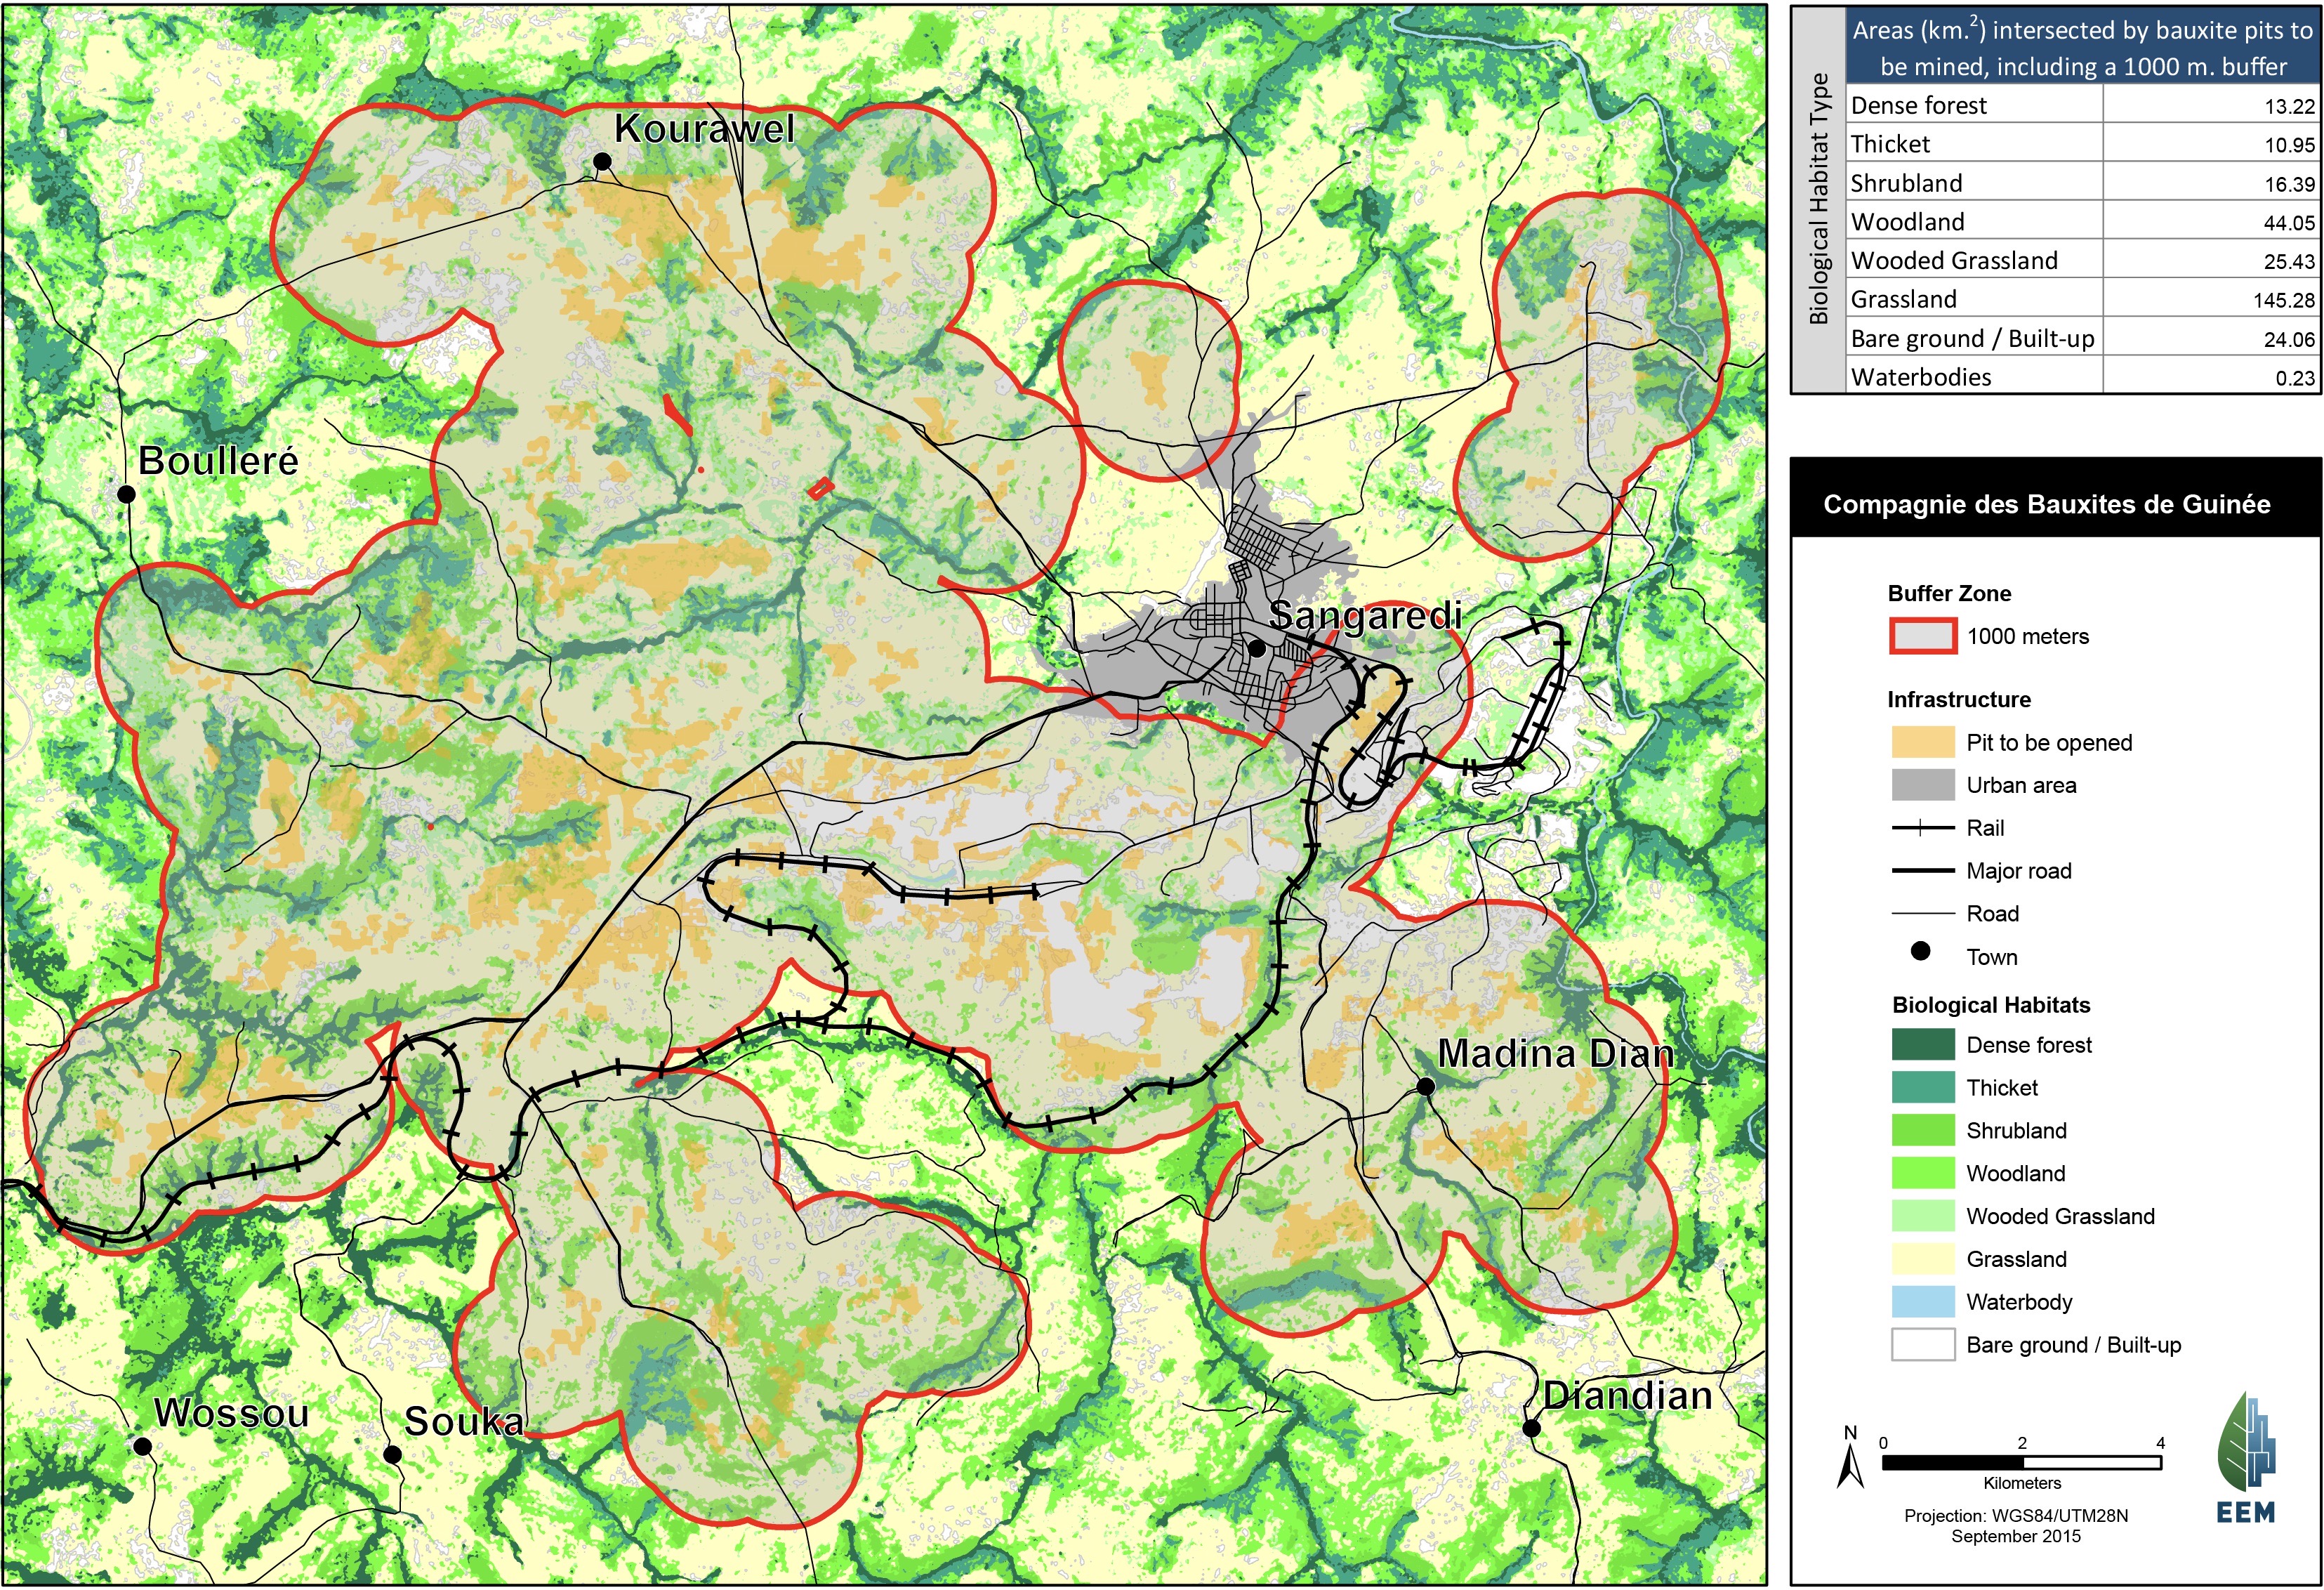 Kourawel
Boulleré
Sangaredi
Madina Dian
Diandian
Wossou
Souka
Biological Habitat Type
Areas (km.²) intersected by bauxite pits to
be mined, including a 1000 m. buffer
Dense forest 13.22
Thicket 10.95
Shrubland 16.39
Woodland 44.05
Wooded Grassland 25.43
Grassland 145.28
Bare ground / Built-up 24.06
Waterbodies 0.23
Compagnie des Bauxites de Guinée
Buffer Zone
1000 meters
Infrastructure
Pit to be opened
Urban area
Rail
Major road
Road
Town
Biological Habitats
Dense forest
Thicket
Shrubland
Woodland
Wooded Grassland
Grassland
Waterbody
Bare ground / Built-up
N
0 2 4
Kilometers
Projection: WGS84/UTM28N
September 2015
EEM